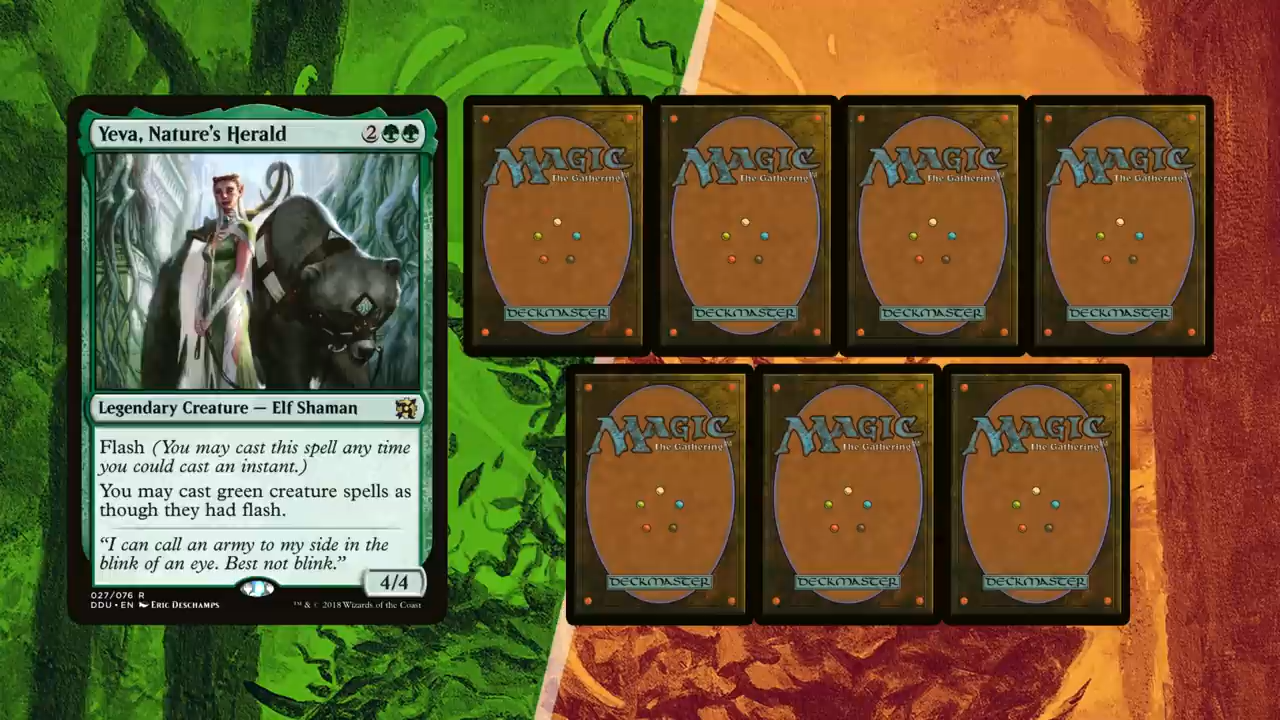 Yeva, Nature's Herald 2
Legendary Creature — Elf Shaman
Flash (You may cast this spell any time
you could cast an instant.)
You may cast green creature spells as
though they had flash.
“I can call an army to my side in the
blink of an eye. Best not blink.”
4/4
027/076 R
DDU • EN Eric Deschamps
™ & © 2018 Wizards of the Coast
MAGIC
The Gathering
DECKMASTER
MAGIC
The Gathering
DECKMASTER
MAGIC
The Gathering
DECKMASTER
MAGIC
The Gathering
DECKMASTER
MAGIC
The Gathering
DECKMASTER
MAGIC
The Gathering
DECKMASTER
MAGIC
The Gathering
DECKMASTER